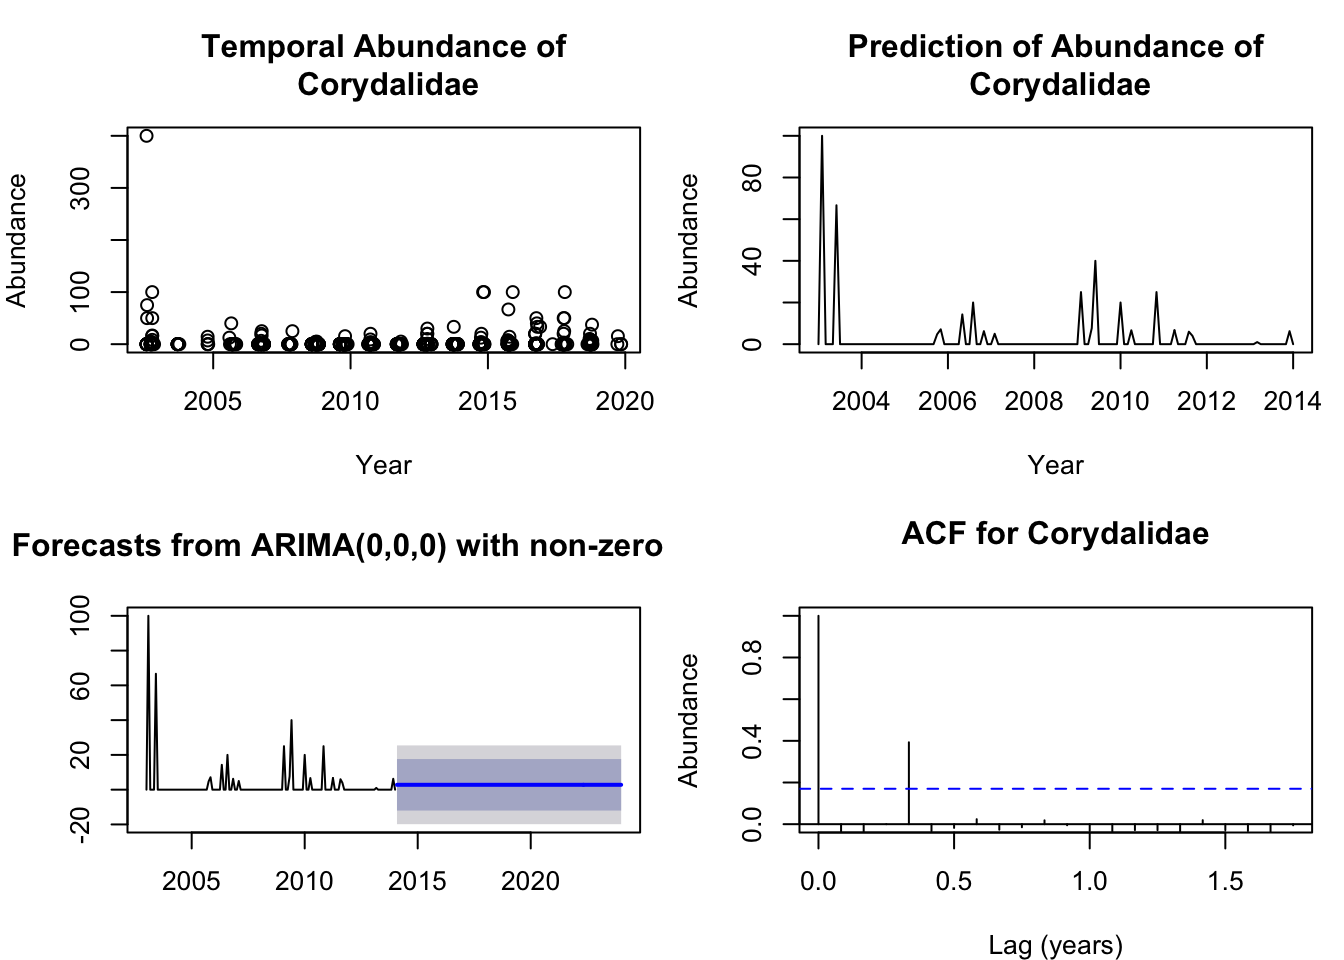 Temporal Abundance of
Corydalidae
Abundance
0
100
300
2005
2010
2015
2020
Year
Prediction of Abundance of
Corydalidae
Abundance
0
40
80
2004
2006
2008
2010
2012
2014
Year
Forecasts from ARIMA(0,0,0) with non-zero
-20
20
60
100
2005
2010
2015
2020
ACF for Corydalidae
Abundance
0.0
0.4
0.8
0.0
0.5
1.0
1.5
Lag (years)